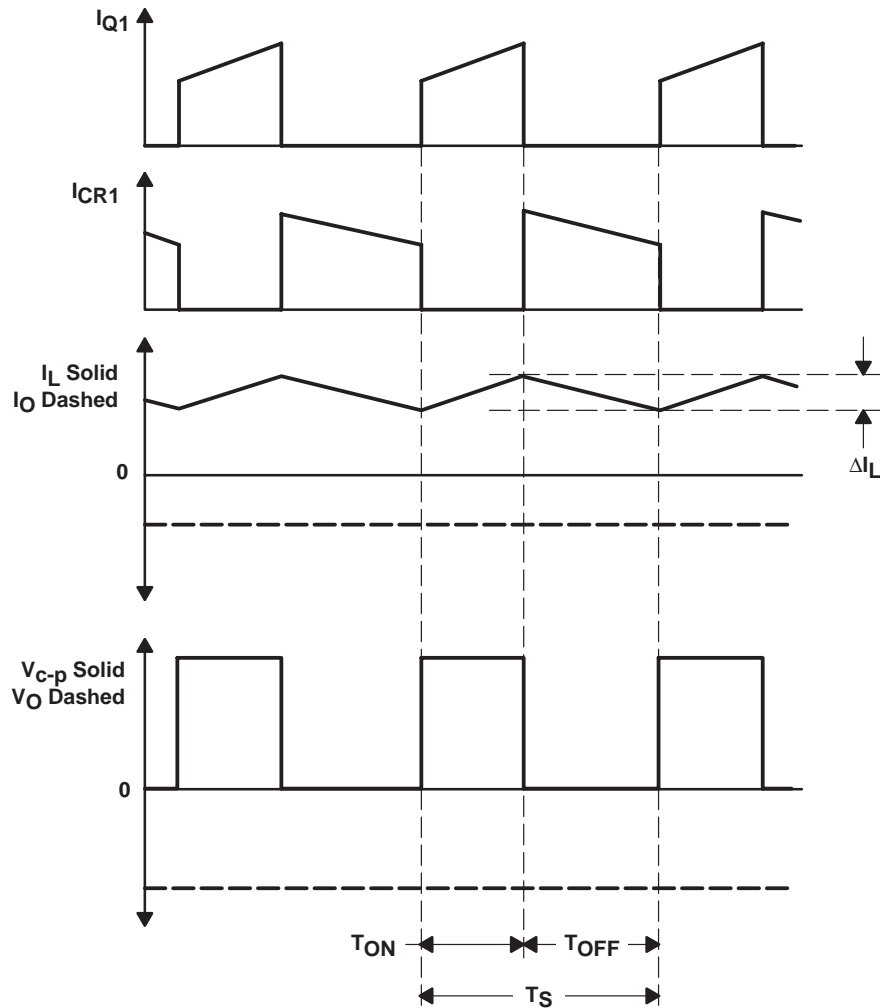 IQ1
ICR1
IL Solid
IO Dashed
0
ΔIL
Vc-p Solid
VO Dashed
0
TON
TOFF
TS